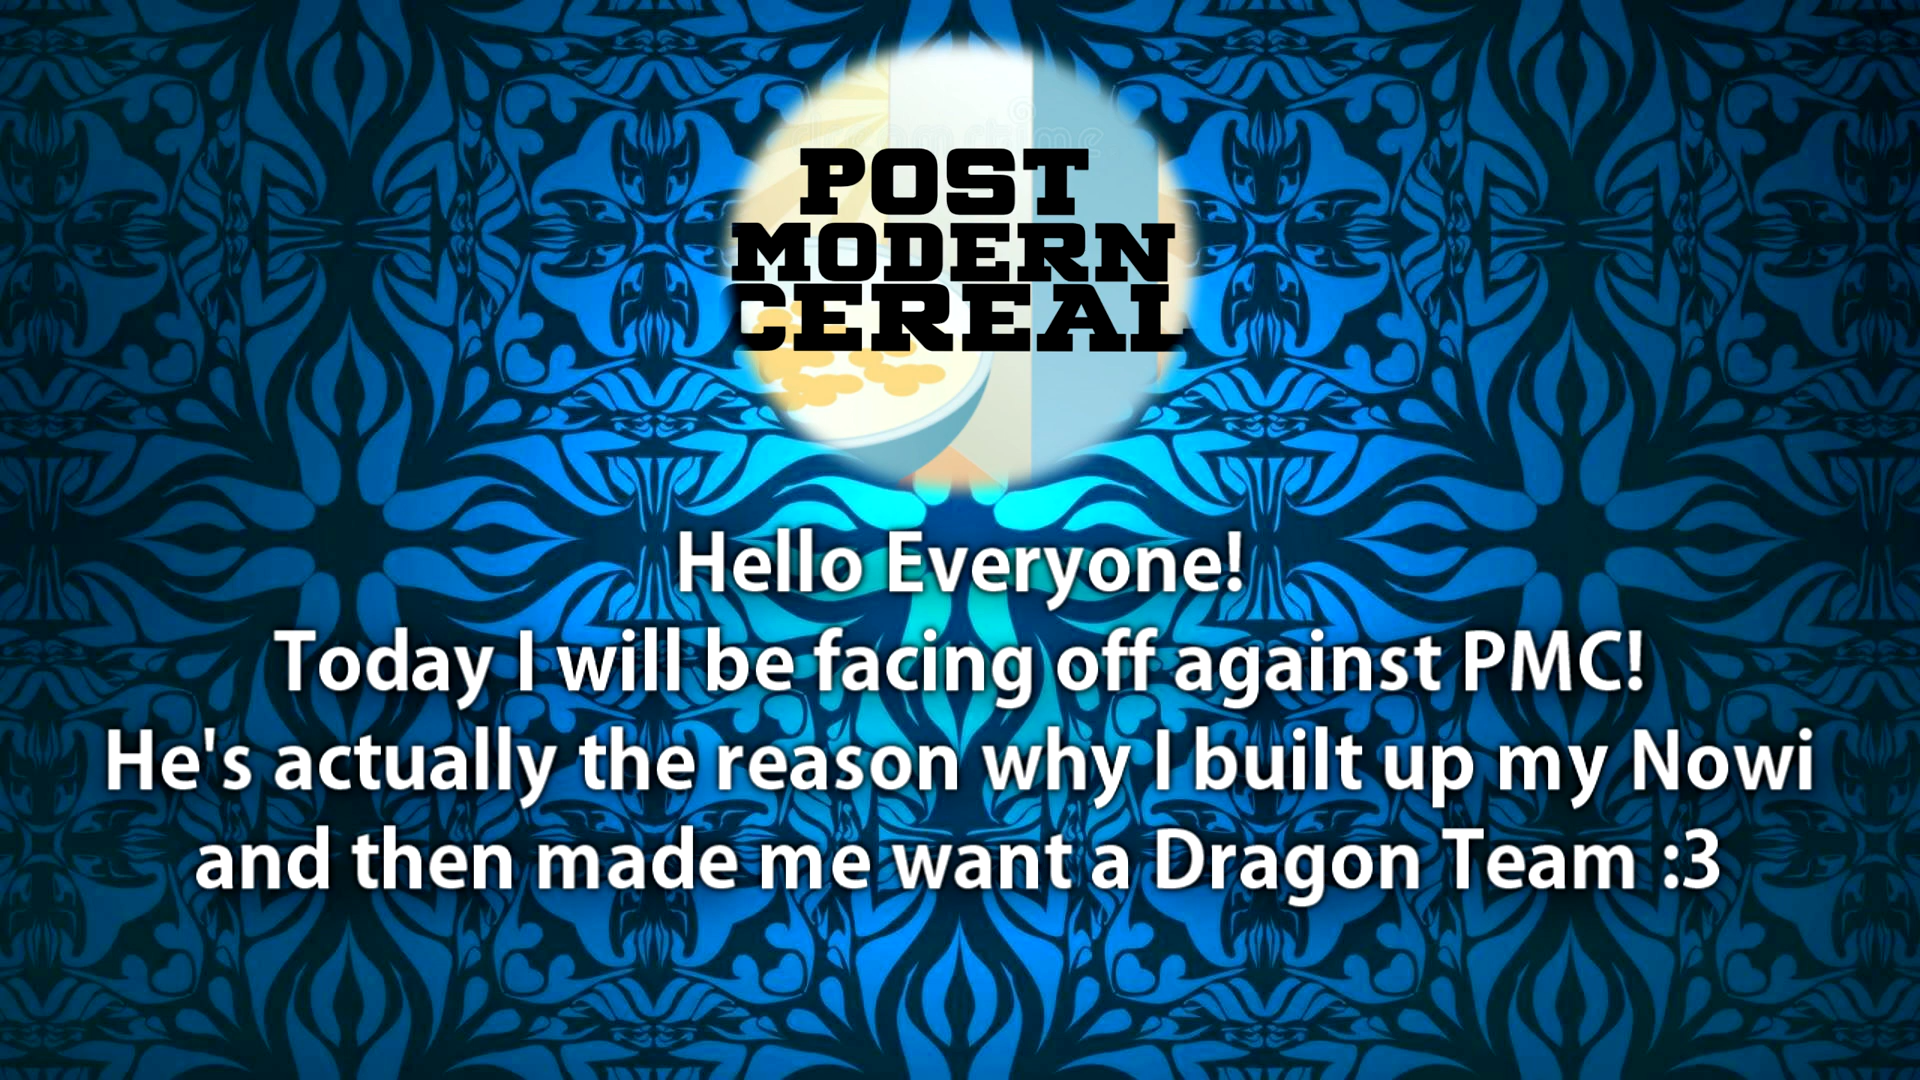 POST
MODERN
CEREAL
Hello Everyone!
Today I will be facing off against PMC!
He's actually the reason why I built up my Nowi
and then made me want a Dragon Team :3